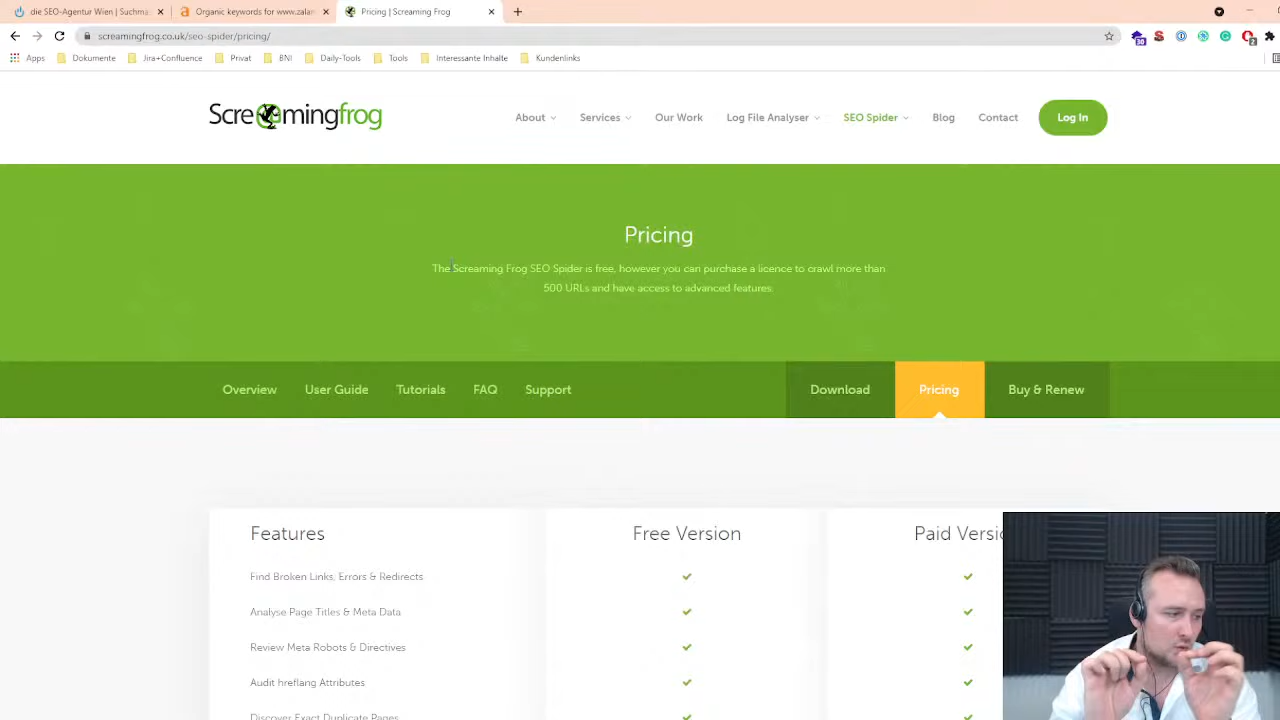 die SEO-Agentur Wien | Suchma
Organic keywords for www.zalan
Pricing | Screaming Frog
screamingfrog.co.uk/seo-spider/pricing/
30
2
Apps
Dokumente
Jira+Confluence
Privat
BNI
Daily-Tools
Tools
Interessante Inhalte
Kundenlinks
Screamingfrog
About
Services
Our Work
Log File Analyser
SEO Spider
Blog
Contact
Log In
Pricing
The Screaming Frog SEO Spider is free, however you can purchase a licence to crawl more than
500 URLs and have access to advanced features.
Overview
User Guide
Tutorials
FAQ
Support
Download
Pricing
Buy & Renew
Features
Free Version
Paid Versio
Find Broken Links, Errors & Redirects
Analyse Page Titles & Meta Data
Review Meta Robots & Directives
Audit hreflang Attributes
Discover Exact Duplicate Pages